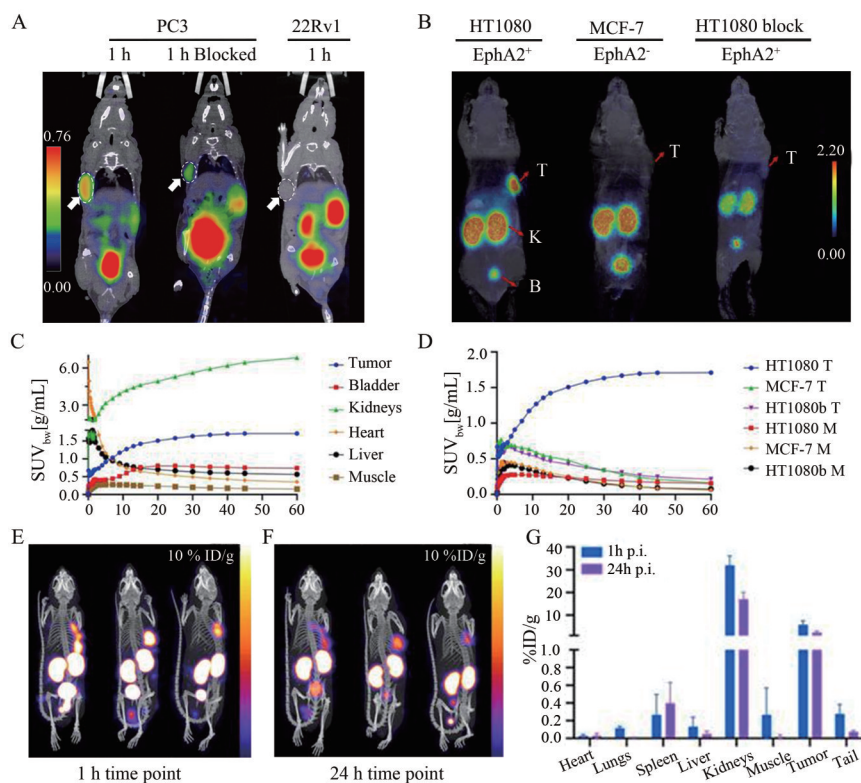 A
PC3
22Rv1
1 h
1 h Blocked
1 h
0.76
0.00
B
HT1080
MCF-7
HT1080 block
EphA2⁺
EphA2⁻
EphA2⁺
T
T
T
K
B
2.20
0.00
C
SUVbw [g/mL]
6.0
3.0
1.5
1.0
0.5
0.0
0 10 20 30 40 50 60
Tumor
Bladder
Kidneys
Heart
Liver
Muscle
D
SUVbw [g/mL]
2.0
1.5
1.0
0.5
0.0
0 10 20 30 40 50 60
HT1080 T
MCF-7 T
HT1080b T
HT1080 M
MCF-7 M
HT1080b M
E
10 % ID/g
1 h time point
F
10 % ID/g
24 h time point
G
1h p.i.
24h p.i.
%ID/g
40
30
20
10
1.0
0.8
0.6
0.4
0.2
0.0
Heart
Lungs
Spleen
Liver
Kidneys
Muscle
Tumor
Tail